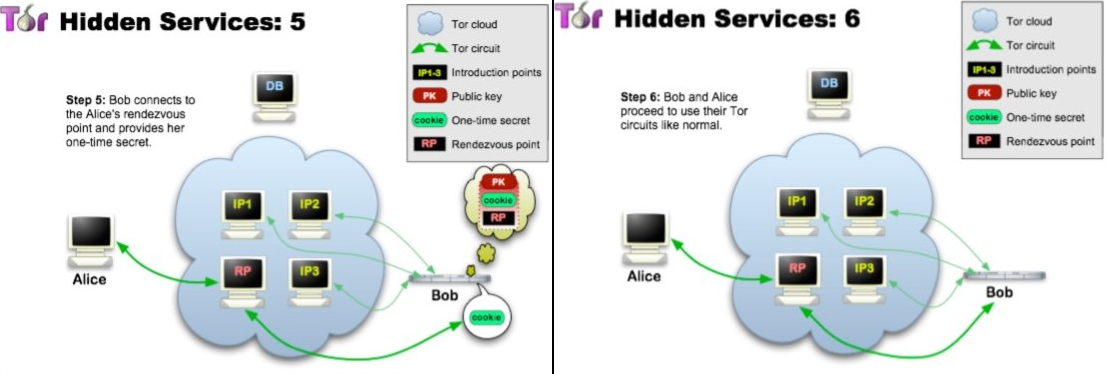 Tor Hidden Services: 5
Tor cloud
Tor circuit
IP1-3 Introduction points
PK Public key
cookie One-time secret
RP Rendezvous point
Step 5: Bob connects to
the Alice's rendezvous
point and provides her
one-time secret.
DB
PK
cookie
RP
IP1 IP2
Alice
RP IP3
Bob
cookie
Tor Hidden Services: 6
Tor cloud
Tor circuit
IP1-3 Introduction points
PK Public key
cookie One-time secret
RP Rendezvous point
Step 6: Bob and Alice
proceed to use their Tor
circuits like normal.
DB
IP1 IP2
Alice
RP IP3
Bob